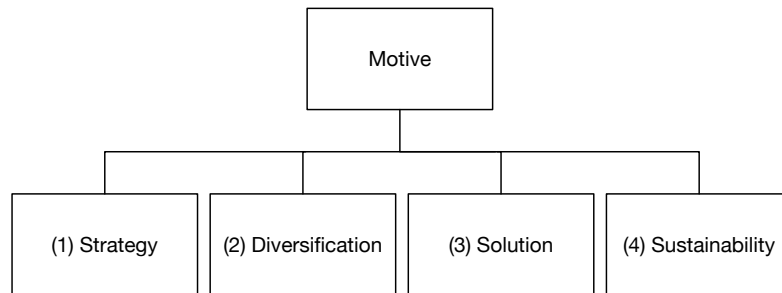 Motive
(1) Strategy
(2) Diversification
(3) Solution
(4) Sustainability